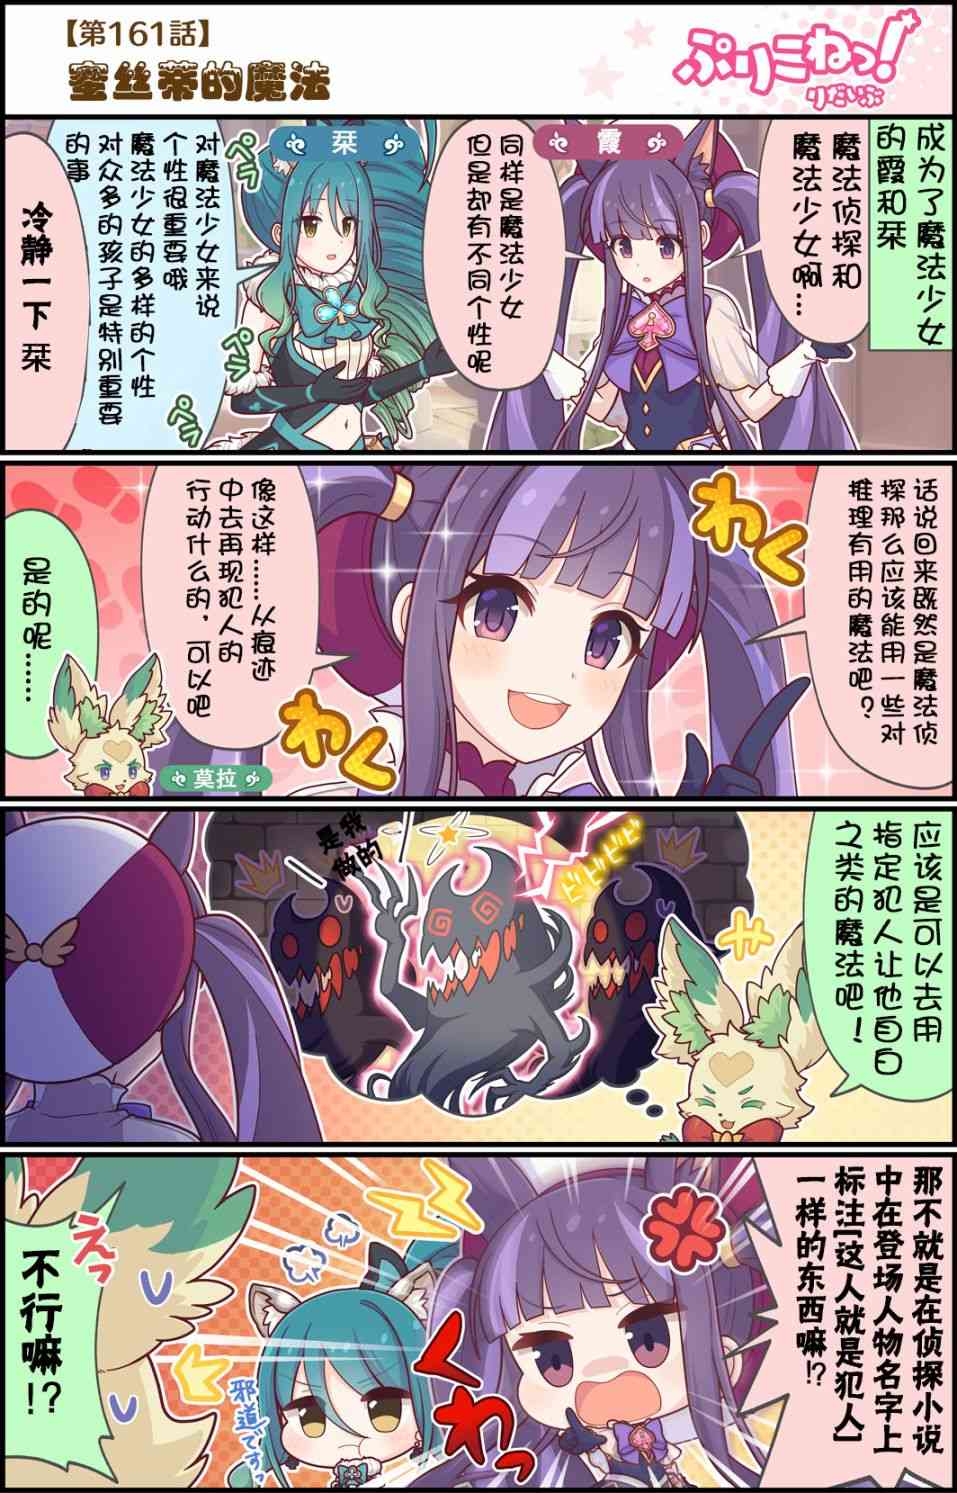 【第161話】
蜜丝蒂的魔法
ぷりこねっ!
りだいぶ
成为了魔法少女
的霞和栞
魔法侦探和
魔法少女啊…
霞
同样是魔法少女
但是却有不同个性呢
栞
对魔法少女来说
个性很重要哦
魔法少女的多样的个性
对众多的孩子是特别重要
的事
ペペラ
ペペラ
ペラ
冷静一下 栞
话说回来既然是魔法侦
探那么应该能用一些对
推理有用的魔法吧？
わく
像这样……从痕迹
中去再现犯人的
行动什么的，可以吧
わく
是的呢……
莫拉
应该是可以去用
指定犯人让他自白
之类的魔法吧！
ビビビビ
是我
做的
那不就是在侦探小说
中在登场人物名字上
标注[这人就是犯人]
一样的东西嘛!?
くわっ
邪道ですっ
えっ
不行嘛!?